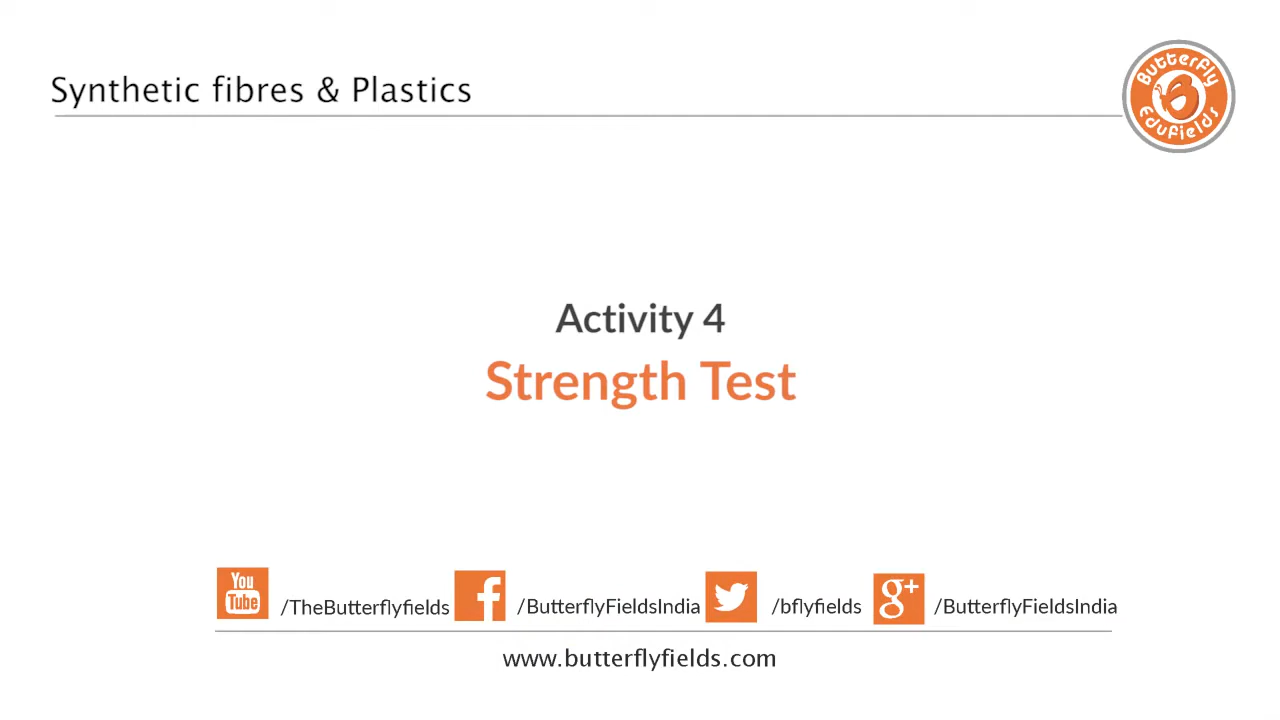 Synthetic fibres & Plastics
Butterfly
EduFields
Activity 4
Strength Test
You
Tube
/TheButterflyfields
f
/ButterflyFieldsIndia
/bflyfields
g+
/ButterflyFieldsIndia
www.butterflyfields.com